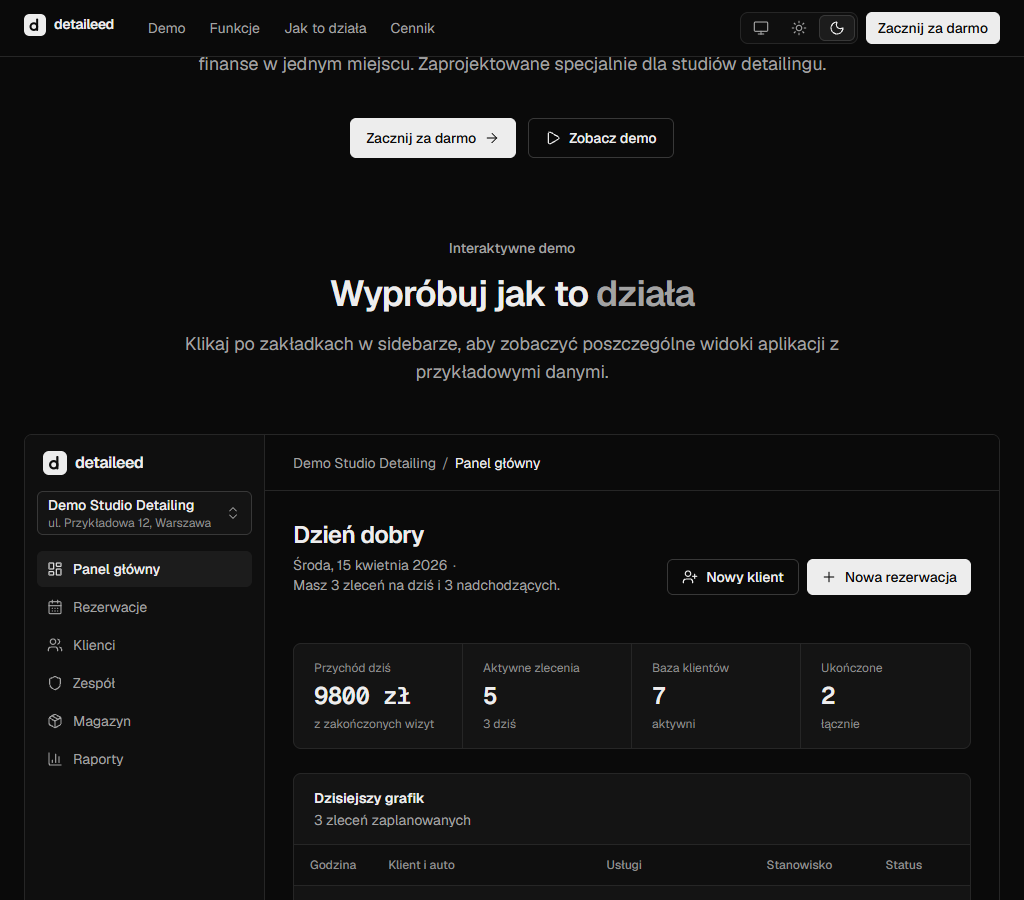 detaileed
Demo
Funkcje
Jak to działa
Cennik
Zacznij za darmo
finanse w jednym miejscu. Zaprojektowane specjalnie dla studiów detailingu.
Zacznij za darmo
Zobacz demo
Interaktywne demo
Wypróbuj jak to działa
Klikaj po zakładkach w sidebarze, aby zobaczyć poszczególne widoki aplikacji z
przykładowymi danymi.
detaileed
Demo Studio Detailing
ul. Przykładowa 12, Warszawa
Panel główny
Rezerwacje
Klienci
Zespół
Magazyn
Raporty
Demo Studio Detailing / Panel główny
Dzień dobry
Środa, 15 kwietnia 2026 ·
Masz 3 zleceń na dziś i 3 nadchodzących.
Nowy klient
Nowa rezerwacja
Przychód dziś
9800 zł
z zakończonych wizyt
Aktywne zlecenia
5
3 dziś
Baza klientów
7
aktywni
Ukończone
2
łącznie
Dzisiejszy grafik
3 zleceń zaplanowanych
Godzina
Klient i auto
Usługi
Stanowisko
Status